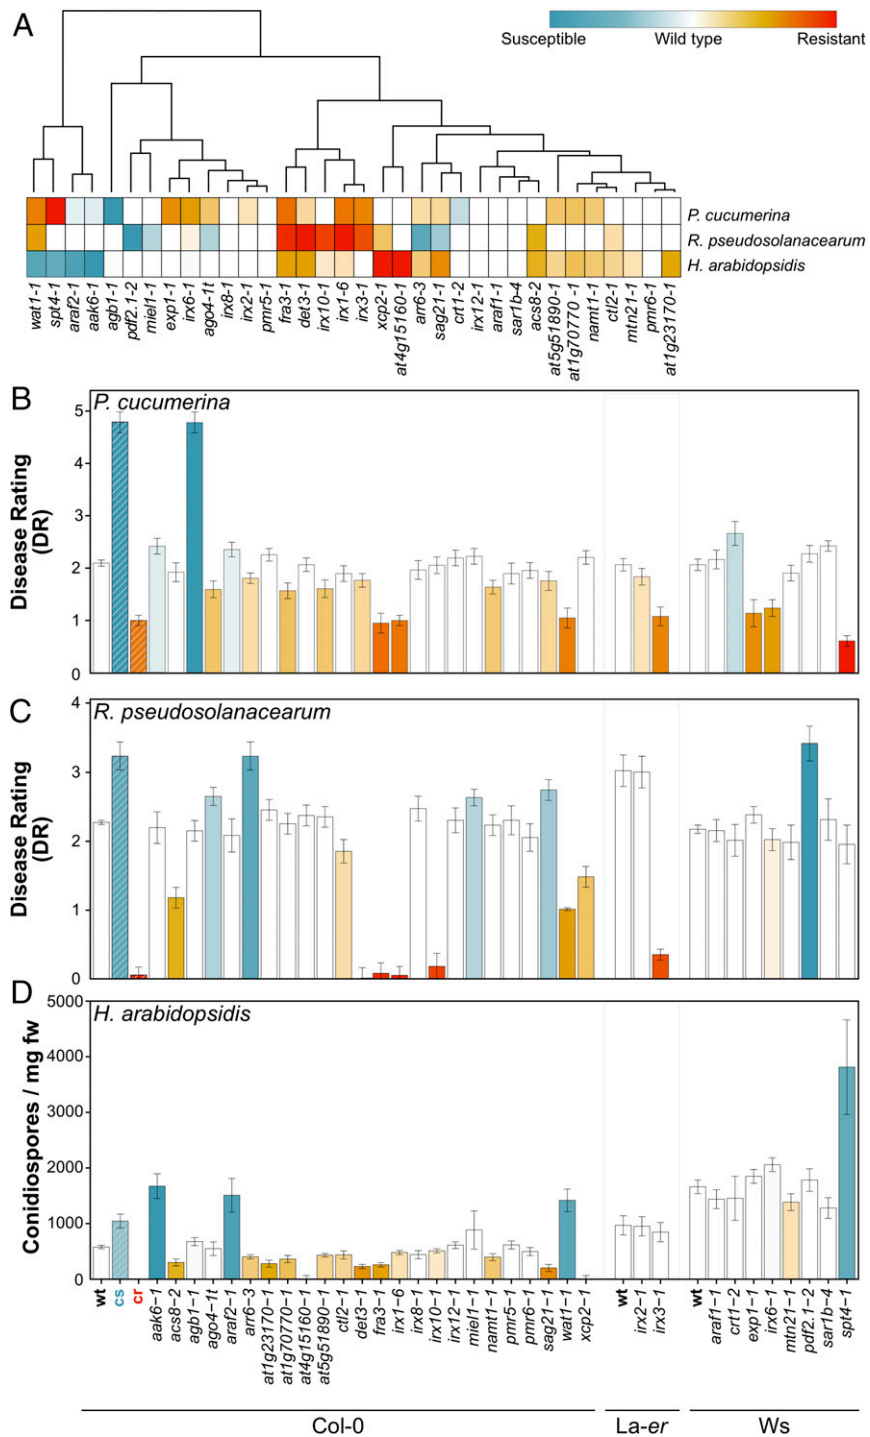 A
Susceptible Wild type Resistant
P. cucumerina
R. pseudosolanacearum
H. arabidopsidis
wat1-1
spt4-1
araf2-1
aak6-1
agb1-1
pdf2.1-2
miel1-1
exp1-1
irx6-1
ago4-1t
irx8-1
irx2-1
pmr5-1
fra3-1
det3-1
irx10-1
irx1-6
irx3-1
xcp2-1
at4g15160-1
arr6-3
sag21-1
crt1-2
irx12-1
araf1-1
sar1b-4
acs8-2
at5g51890-1
at1g70770 -1
namt1-1
ctl2-1
mtn21-1
pmr6-1
at1g23170-1
B
P. cucumerina
Disease Rating
(DR)
5
4
3
2
1
0
C
R. pseudosolanacearum
Disease Rating
(DR)
4
3
2
1
0
D
H. arabidopsidis
Conidiospores / mg fw
5000
4000
3000
2000
1000
0
wt
cs
cr
aak6-1
acs8-2
agb1-1
ago4-1t
araf2-1
arr6-3
at1g23170-1
at1g70770-1
at4g15160-1
at5g51890-1
ctl2-1
det3-1
fra3-1
irx1-6
irx8-1
irx10-1
irx12-1
miel1-1
namt1-1
pmr5-1
pmr6-1
sag21-1
wat1-1
xcp2-1
wt
irx2-1
irx3-1
wt
araf1-1
crt1-2
exp1-1
irx6-1
mtn21-1
pdf2.1-2
sar1b-4
spt4-1
Col-0 La-er Ws